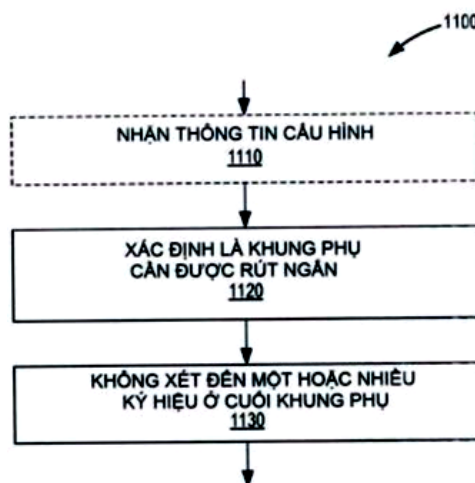 1100
NHẬN THÔNG TIN CẤU HÌNH
1110
XÁC ĐỊNH LÀ KHUNG PHỤ
CẦN ĐƯỢC RÚT NGẮN
1120
KHÔNG XÉT ĐẾN MỘT HOẶC NHIỀU
KÝ HIỆU Ở CUỐI KHUNG PHỤ
1130